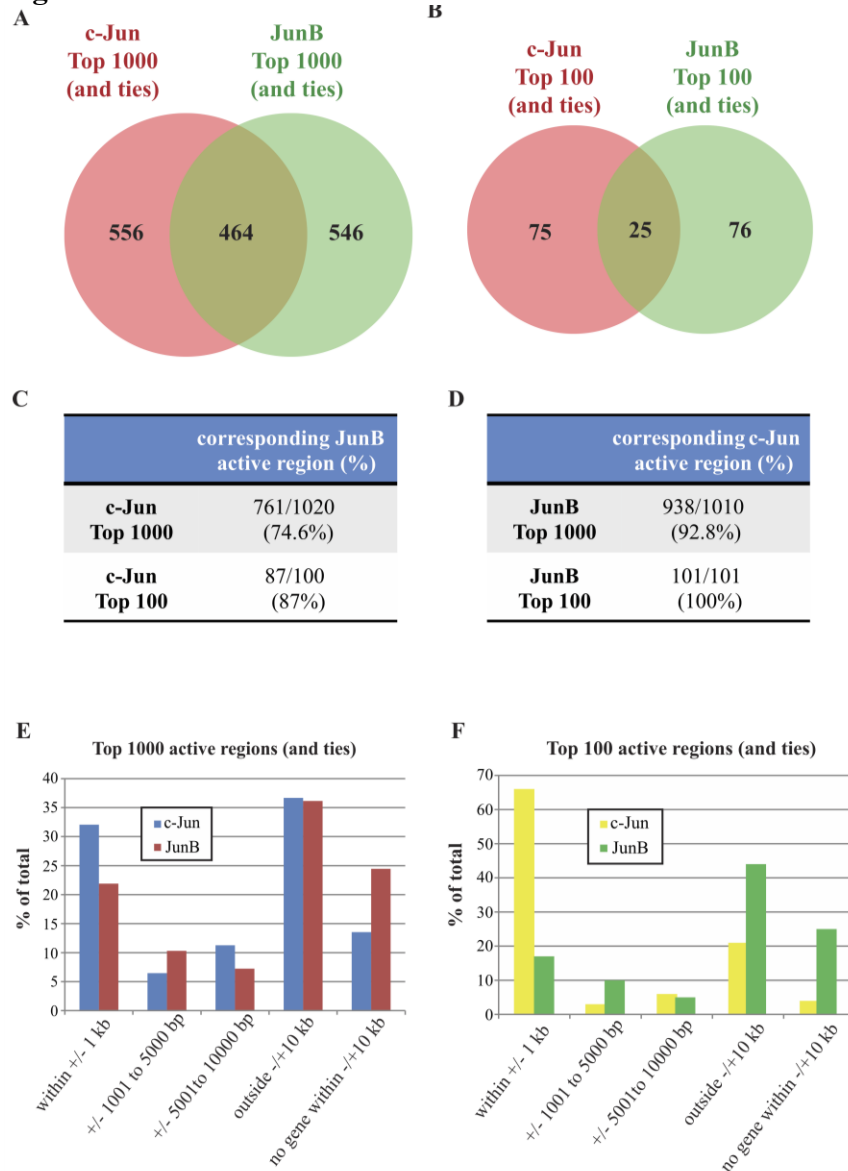 A
c-Jun
Top 1000
(and ties)
JunB
Top 1000
(and ties)
556
464
546
B
c-Jun
Top 100
(and ties)
JunB
Top 100
(and ties)
75
25
76
C
corresponding JunB
active region (%)
c-Jun
Top 1000
761/1020
(74.6%)
c-Jun
Top 100
87/100
(87%)
D
corresponding c-Jun
active region (%)
JunB
Top 1000
938/1010
(92.8%)
JunB
Top 100
101/101
(100%)
E
Top 1000 active regions (and ties)
% of total
40
35
30
25
20
15
10
5
0
c-Jun
JunB
within +/- 1 kb
+/- 1001 to 5000 bp
+/- 5001to 10000 bp
outside -/+10 kb
no gene within -/+10 kb
F
Top 100 active regions (and ties)
% of total
70
60
50
40
30
20
10
0
c-Jun
JunB
within +/- 1 kb
+/- 1001 to 5000 bp
+/- 5001to 10000 bp
outside -/+10 kb
no gene within -/+10 kb